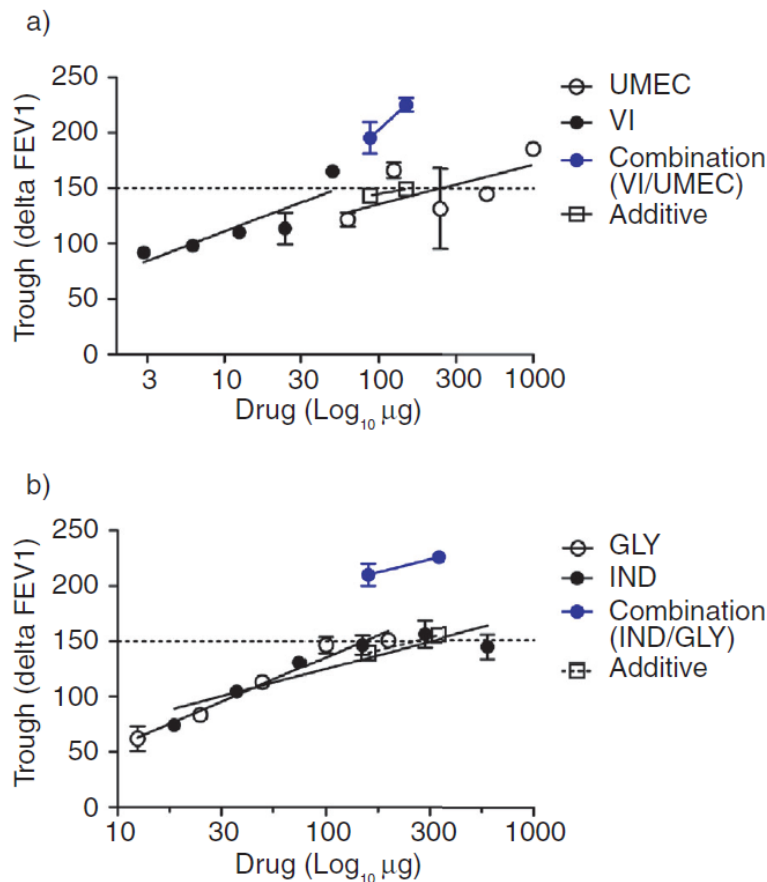 a)
250
200
150
100
50
0
Trough (delta FEV1)
3 10 30 100 300 1000
Drug (Log10 µg)
UMEC
VI
Combination
(VI/UMEC)
Additive
b)
250
200
150
100
50
0
Trough (delta FEV1)
10 30 100 300 1000
Drug (Log10 µg)
GLY
IND
Combination
(IND/GLY)
Additive